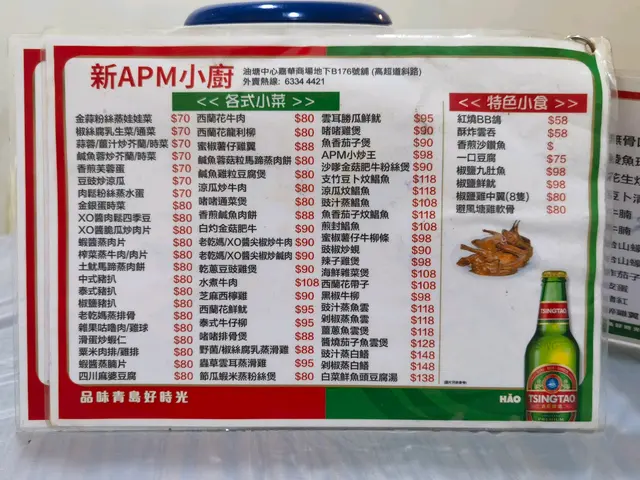 新APM小廚
油塘中心嘉華商場地下B176號舖 (高超道斜路)
外賣熱線: 6334 4421
<< 各式小菜 >>
金蒜粉絲蒸娃娃菜 $70
椒絲腐乳生菜/通菜 $70
蒜蓉/薑汁炒芥蘭/時菜 $70
鹹魚蓉炒芥蘭/時菜 $70
香煎芙蓉蛋 $70
豆豉炒涼瓜 $70
肉鬆粉絲蒸水蛋 $70
金銀蛋時菜 $80
XO醬肉鬆四季豆 $80
XO醬脆瓜炒肉片 $80
蝦醬蒸肉片 $80
榨菜蒸牛肉/肉片 $80
土魷馬蹄蒸肉餅 $80
中式豬扒 $80
泰式豬扒 $80
椒鹽豬扒 $80
老乾媽蒸排骨 $80
雜果咕嚕肉/雞球 $80
滑蛋炒蝦仁 $80
粟米肉排/雞排 $80
蝦醬蒸腩片 $80
四川麻婆豆腐 $80
西蘭花牛肉 $80
西蘭花龍利柳 $80
蜜椒薯仔雞翼 $88
鹹魚蓉菇粒馬蹄蒸肉餅 $80
鹹魚雞粒豆腐煲 $80
涼瓜炒牛肉 $80
啫啫通菜煲 $80
香煎鹹魚肉餅 $88
白灼金菇肥牛 $90
老乾媽/XO醬尖椒炒牛肉 $90
老乾媽/XO醬尖椒炒鹹肉 $90
乾蔥豆豉雞煲 $90
水煮牛肉 $108
芝麻西檸雞 $90
西蘭花鮮魷 $95
泰式牛仔柳 $95
啫啫排骨煲 $88
野菌/椒絲腐乳蒸滑雞 $88
蟲草雲耳蒸滑雞 $95
節瓜蝦米蒸粉絲煲 $80
雲耳勝瓜鮮魷 $95
啫啫雞煲 $90
魚香茄子煲 $90
APM小炒王 $98
沙嗲金菇肥牛粉絲煲 $90
支竹豆卜炆鯧魚 $118
涼瓜炆鯧魚 $118
豉汁蒸鯧魚 $108
魚香茄子炆鯧魚 $118
煎封鯧魚 $108
蜜椒薯仔牛柳條 $98
豉椒炒蜆 $90
辣子雞煲 $98
海鮮雜菜煲 $108
西蘭花帶子 $108
黑椒牛柳 $98
豉汁蒸魚雲 $118
剁椒蒸魚雲 $118
薑蔥魚雲煲 $118
醬燒茄子魚雲煲 $128
豉汁蒸白鱔 $148
剁椒蒸白鱔 $148
白菜鮮魚頭豆腐湯 $138
<< 特色小食 >>
紅燒BB鴿 $58
酥炸雲吞 $58
香煎沙鑽魚 $
一口豆腐 $75
椒鹽九肚魚 $98
椒鹽鮮魷 $98
椒鹽雞中翼(8隻) $80
避風塘雞軟骨 $80
TSINGTAO
TSINGTAO
HÃO
品味青島好時光